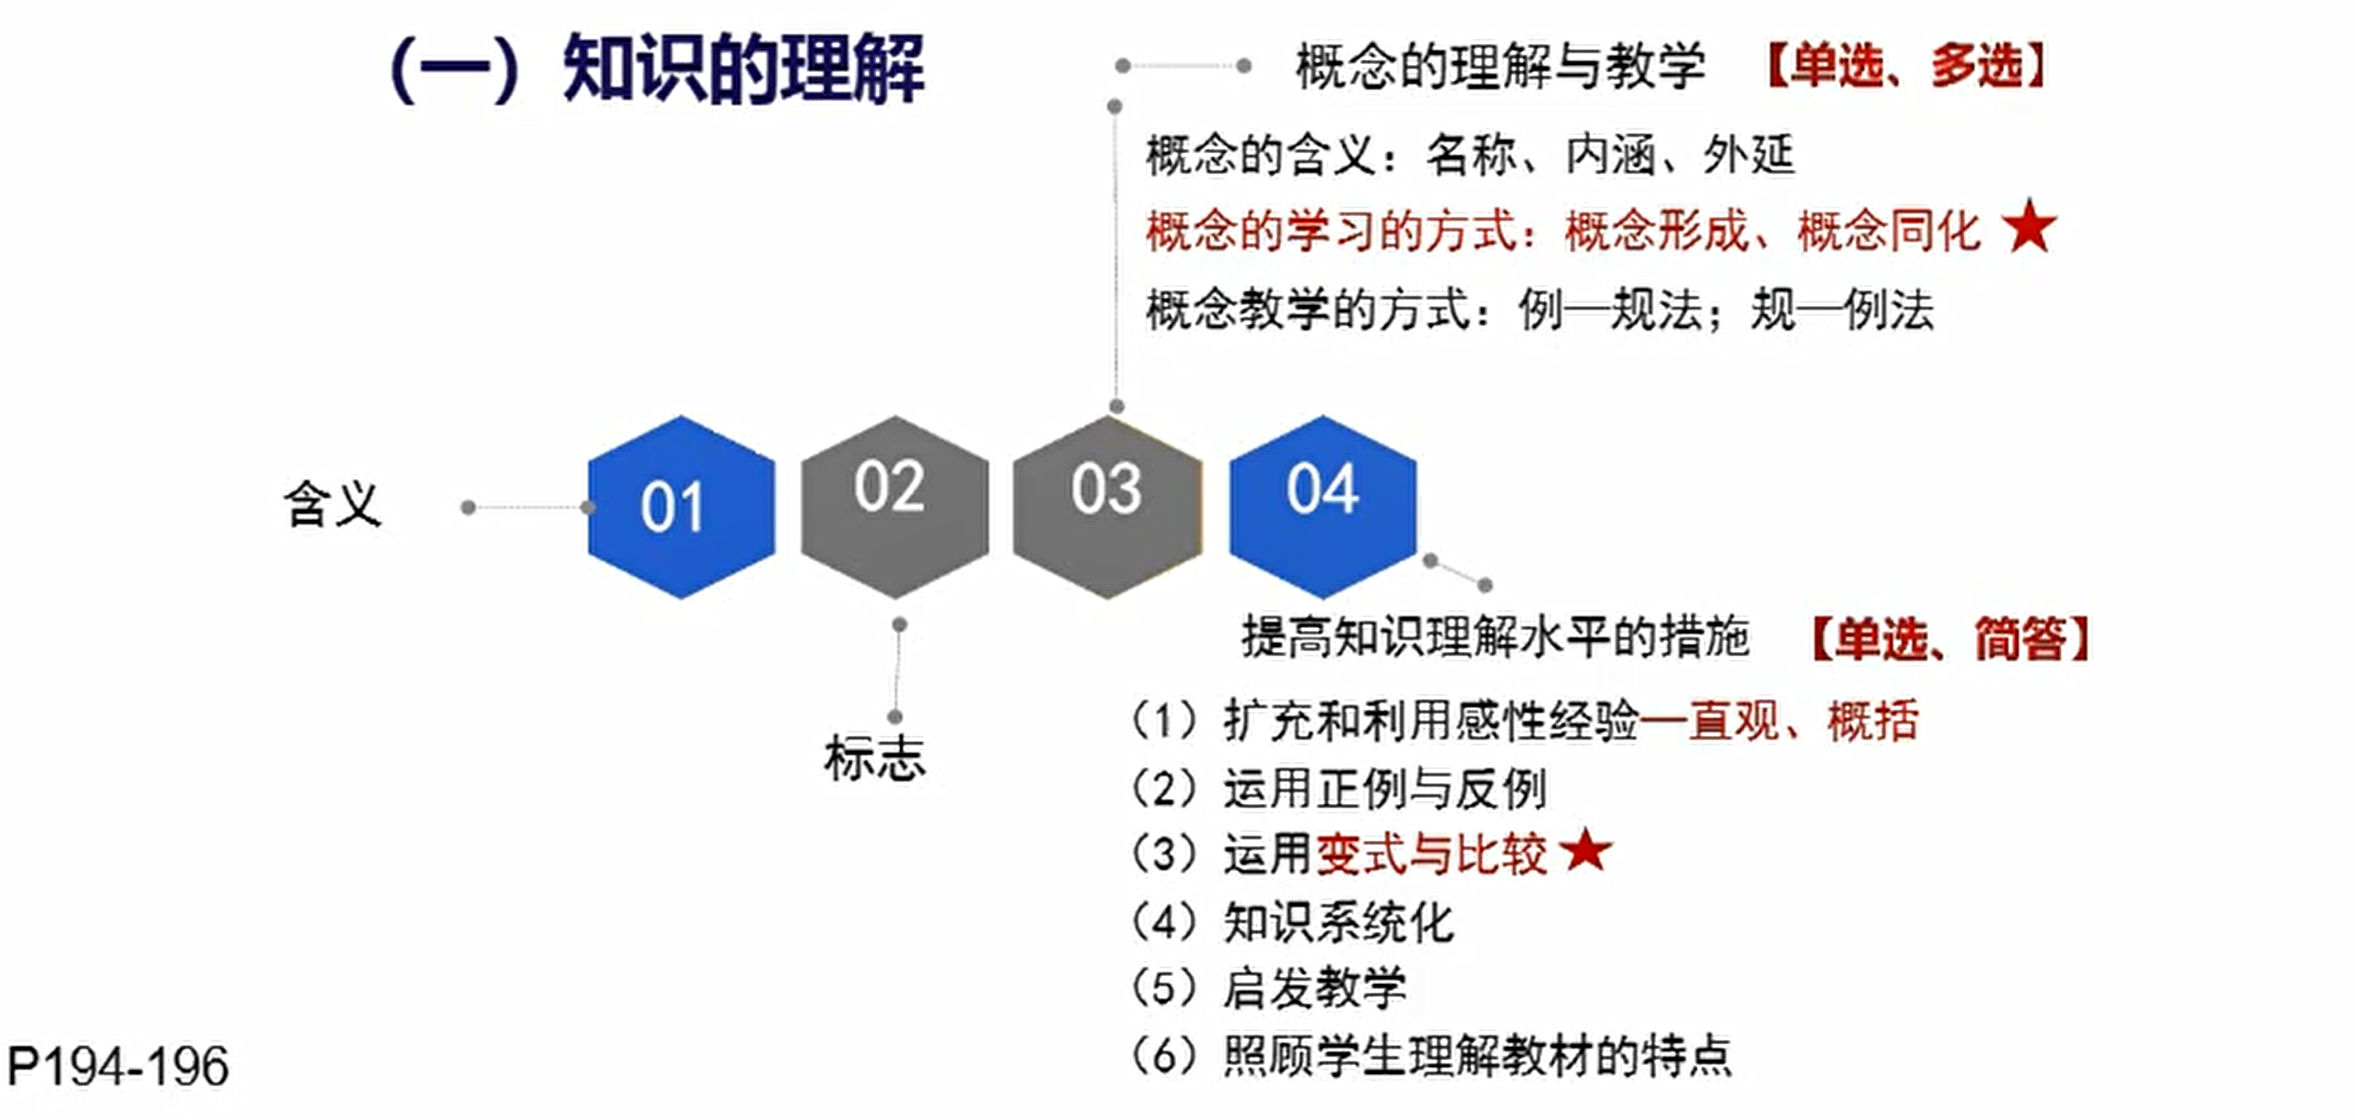 （一）知识的理解
概念的理解与教学 【单选、多选】
概念的含义：名称、内涵、外延
概念的学习的方式：概念形成、概念同化★
概念教学的方式：例—规法；规—例法
含义
01
02
03
04
标志
提高知识理解水平的措施 【单选、简答】
（1）扩充和利用感性经验—直观、概括
（2）运用正例与反例
（3）运用变式与比较★
（4）知识系统化
（5）启发教学
（6）照顾学生理解教材的特点
P194-196